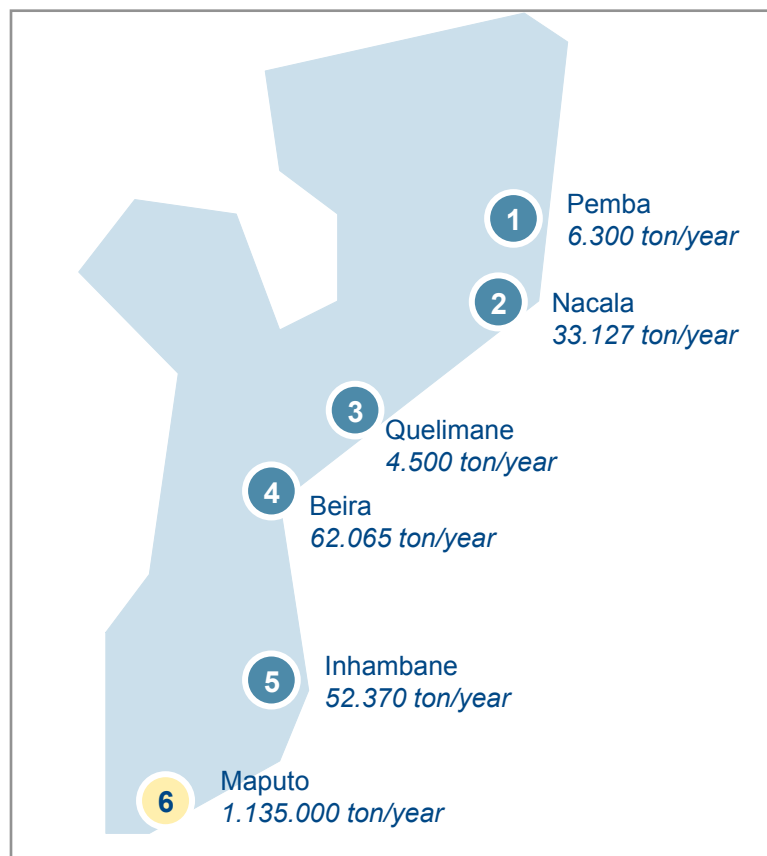 1
Pemba
6.300 ton/year
2
Nacala
33.127 ton/year
3
Quelimane
4.500 ton/year
4
Beira
62.065 ton/year
5
Inhambane
52.370 ton/year
6
Maputo
1.135.000 ton/year